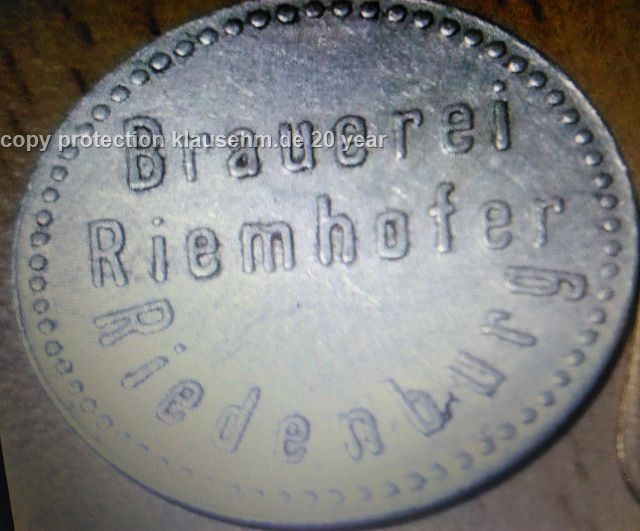 copy protection klausehm.de 20 year
Brauerei
Riemhofer
Riedenburg